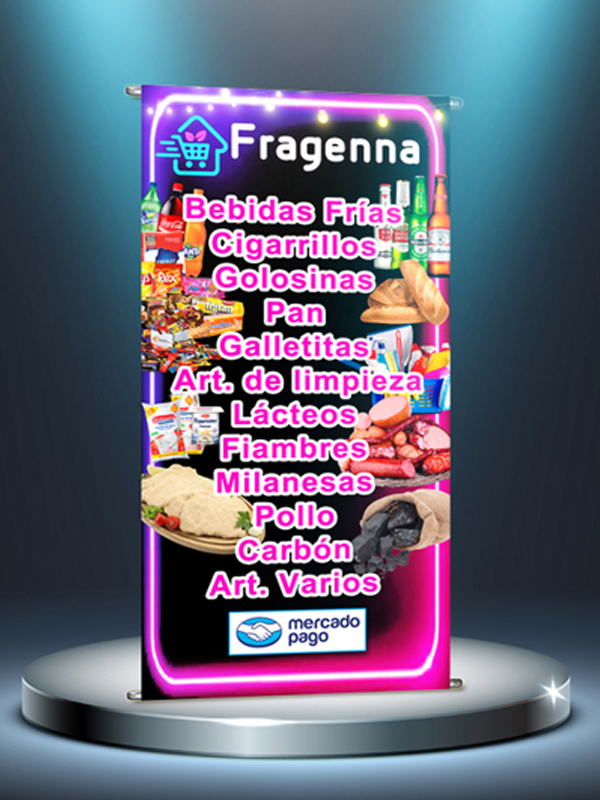 Fragenna
Bebidas Frías
Cigarrillos
Golosinas
Pan
Galletitas
Art. de limpieza
Lácteos
Fiambres
Milanesas
Pollo
Carbón
Art. Varios
mercado
pago